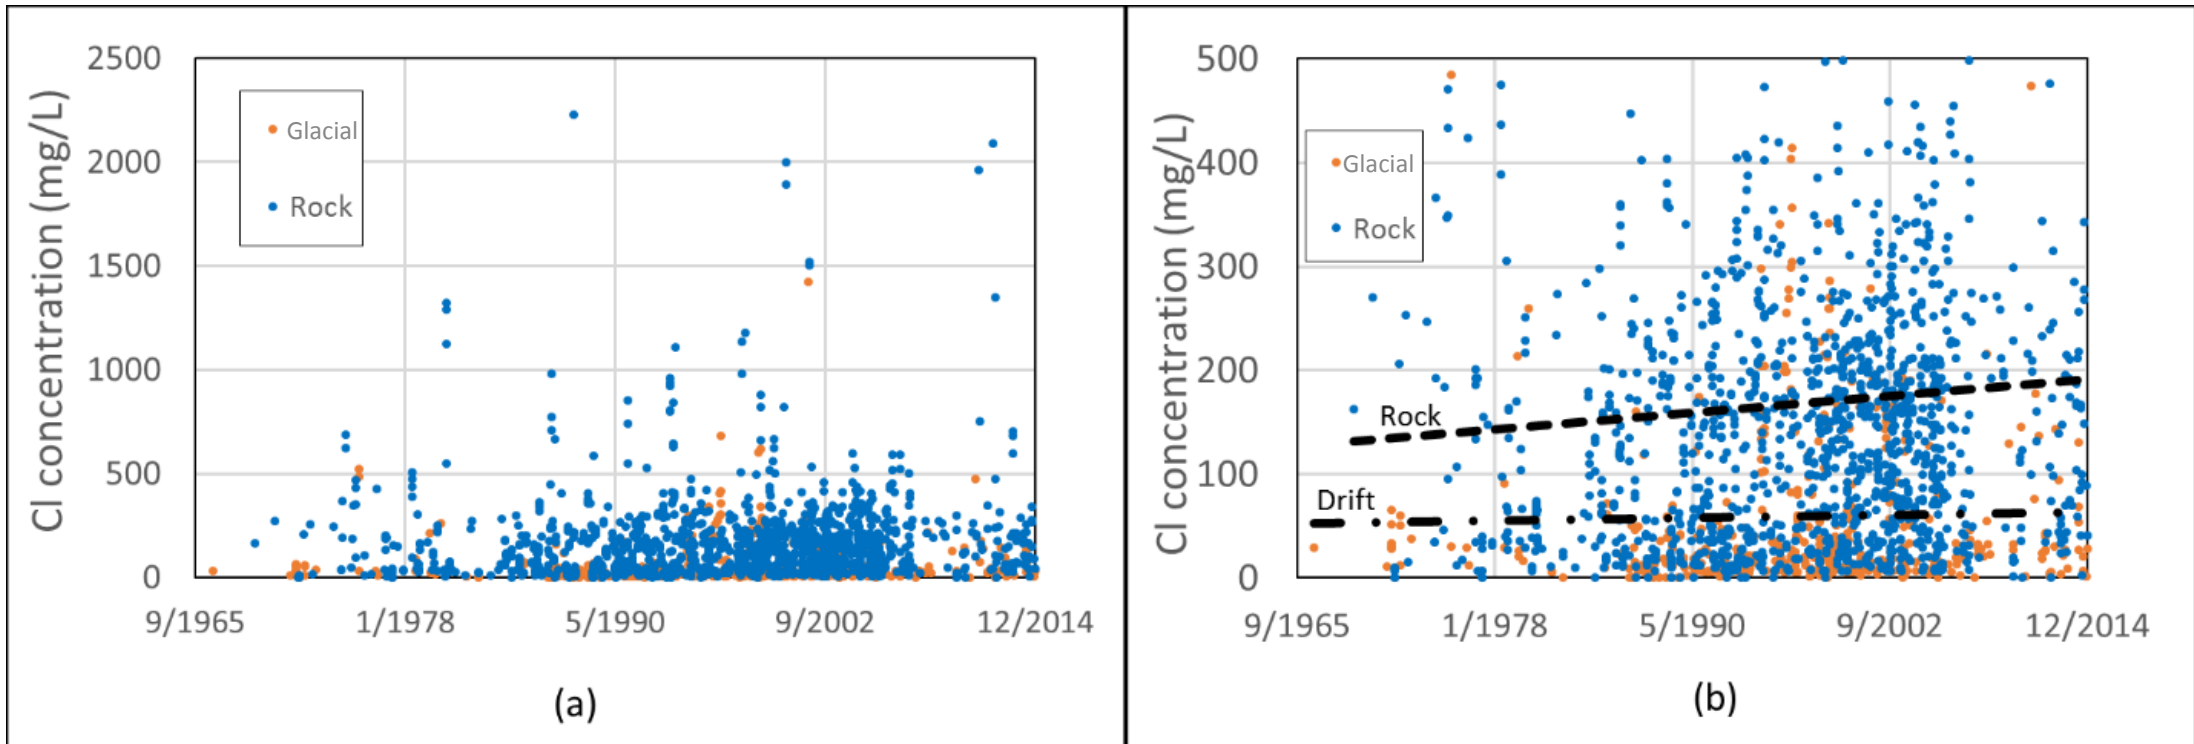 Cl concentration (mg/L)
2500
2000
1500
1000
500
0
Glacial
Rock
9/1965
1/1978
5/1990
9/2002
12/2014
(a)
Cl concentration (mg/L)
500
400
300
200
100
0
Glacial
Rock
Rock
Drift
9/1965
1/1978
5/1990
9/2002
12/2014
(b)